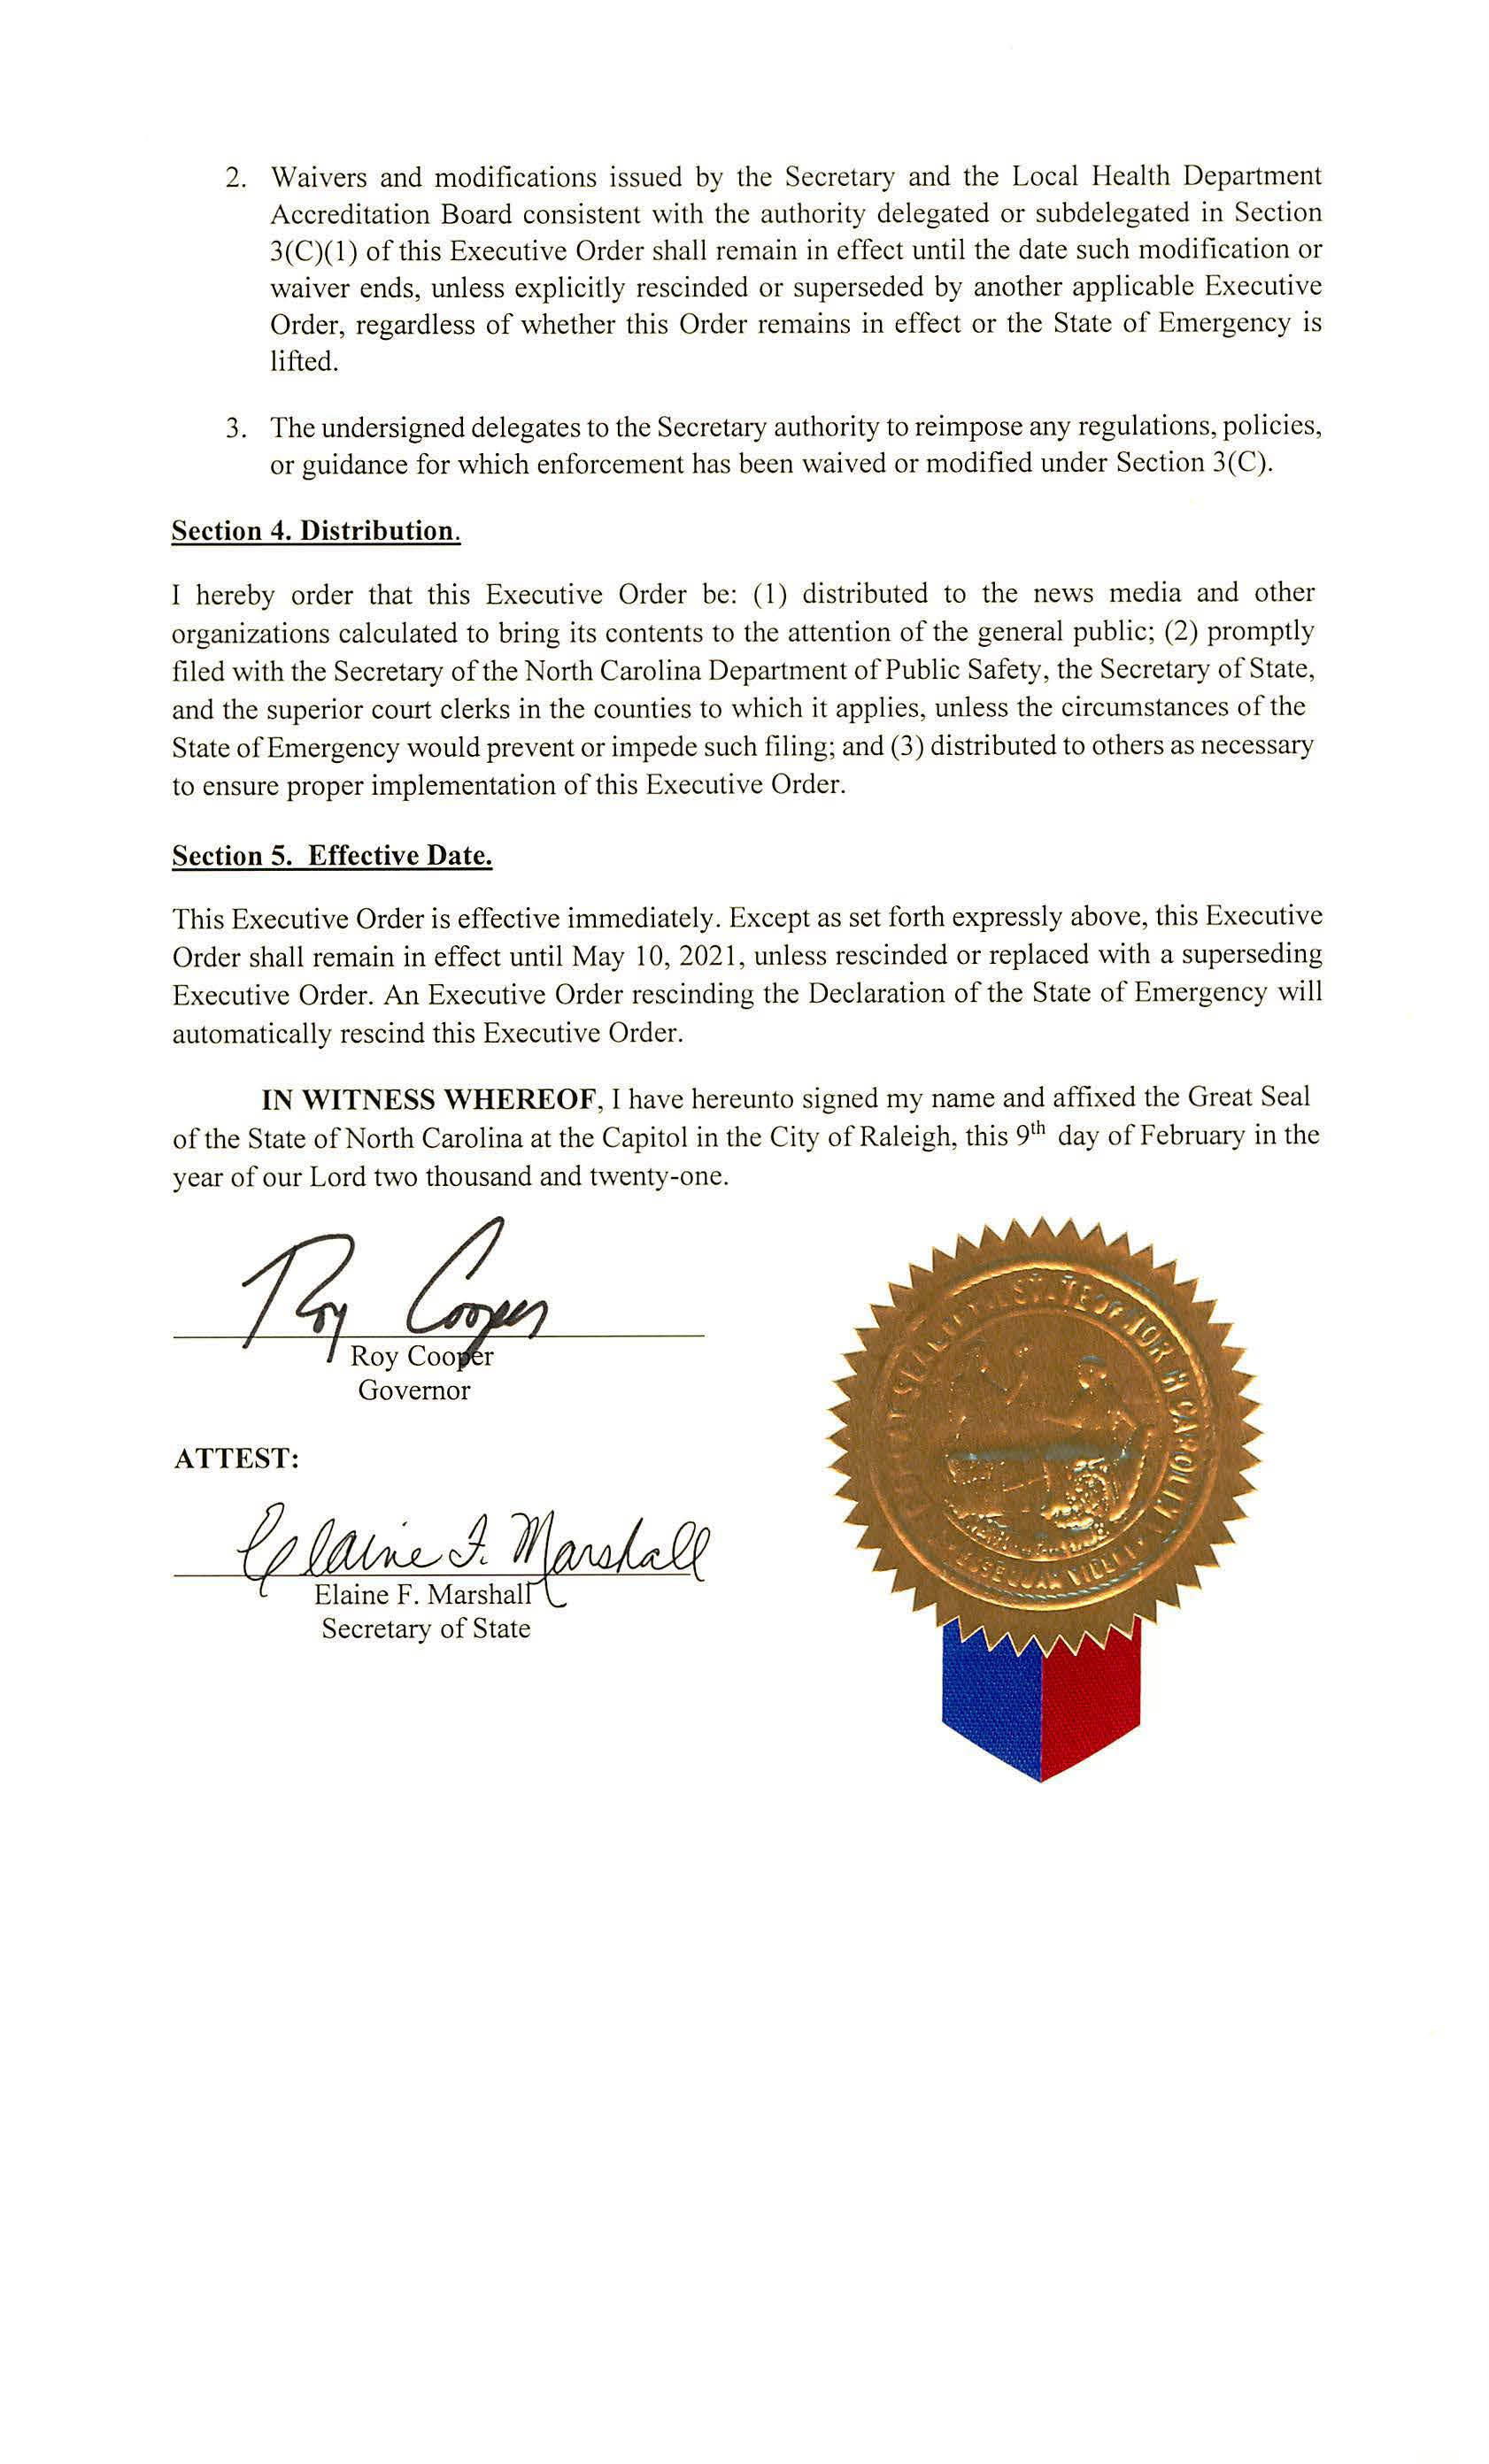 2. Waivers and modifications issued by the Secretary and the Local Health Department
Accreditation Board consistent with the authority delegated or subdelegated in Section
3(C)(1) of this Executive Order shall remain in effect until the date such modification or
waiver ends, unless explicitly rescinded or superseded by another applicable Executive
Order, regardless of whether this Order remains in effect or the State of Emergency is
lifted.
3. The undersigned delegates to the Secretary authority to reimpose any regulations, policies,
or guidance for which enforcement has been waived or modified under Section 3(C).
Section 4. Distribution.
I hereby order that this Executive Order be: (1) distributed to the news media and other
organizations calculated to bring its contents to the attention of the general public; (2) promptly
filed with the Secretary of the North Carolina Department of Public Safety, the Secretary of State,
and the superior court clerks in the counties to which it applies, unless the circumstances of the
State of Emergency would prevent or impede such filing; and (3) distributed to others as necessary
to ensure proper implementation of this Executive Order.
Section 5. Effective Date.
This Executive Order is effective immediately. Except as set forth expressly above, this Executive
Order shall remain in effect until May 10, 2021, unless rescinded or replaced with a superseding
Executive Order. An Executive Order rescinding the Declaration of the State of Emergency will
automatically rescind this Executive Order.
IN WITNESS WHEREOF, I have hereunto signed my name and affixed the Great Seal
of the State of North Carolina at the Capitol in the City of Raleigh, this 9th day of February in the
year of our Lord two thousand and twenty-one.
Roy Cooper
Roy Cooper
Governor
ATTEST:
Elaine F. Marshall
Elaine F. Marshall
Secretary of State
SEAL STATE OF NORTH CAROLINA